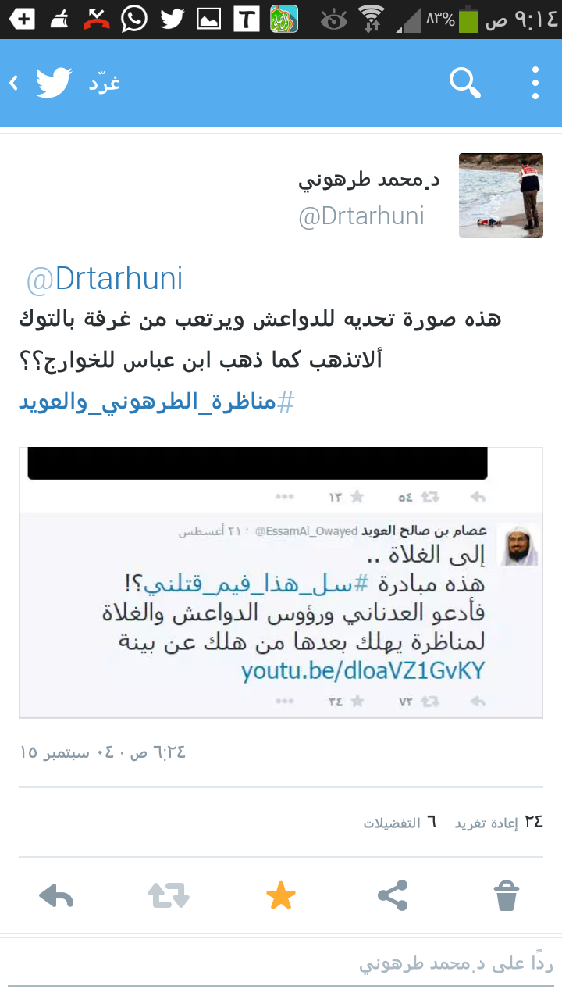 ٩:١٤ ص ٨٣%
غرّد
د.محمد طرهوني
@Drtarhuni
@Drtarhuni
هذه صورة تحديه للدواعش ويرتعب من غرفة بالتوك
ألاتذهب كما ذهب ابن عباس للخوارج؟؟
#مناظرة_الطرهوني_والعويد
٥٤ ١٣
عصام بن صالح العويد @EssamAl_Owayed · ٢١ أغسطس
إلى الغلاة ..
هذه مبادرة #سل_هذا_فيم_قتلني؟!
فأدعو العدناني ورؤوس الدواعش والغلاة
لمناظرة يهلك بعدها من هلك عن بينة
youtu.be/dloaVZ1GvKY
٧٢ ٣٤
٦:٢٤ ص · ٠٤ سبتمبر ١٥
٢٤ إعادة تغريد ٦ التفضيلات
ردًا على د.محمد طرهوني